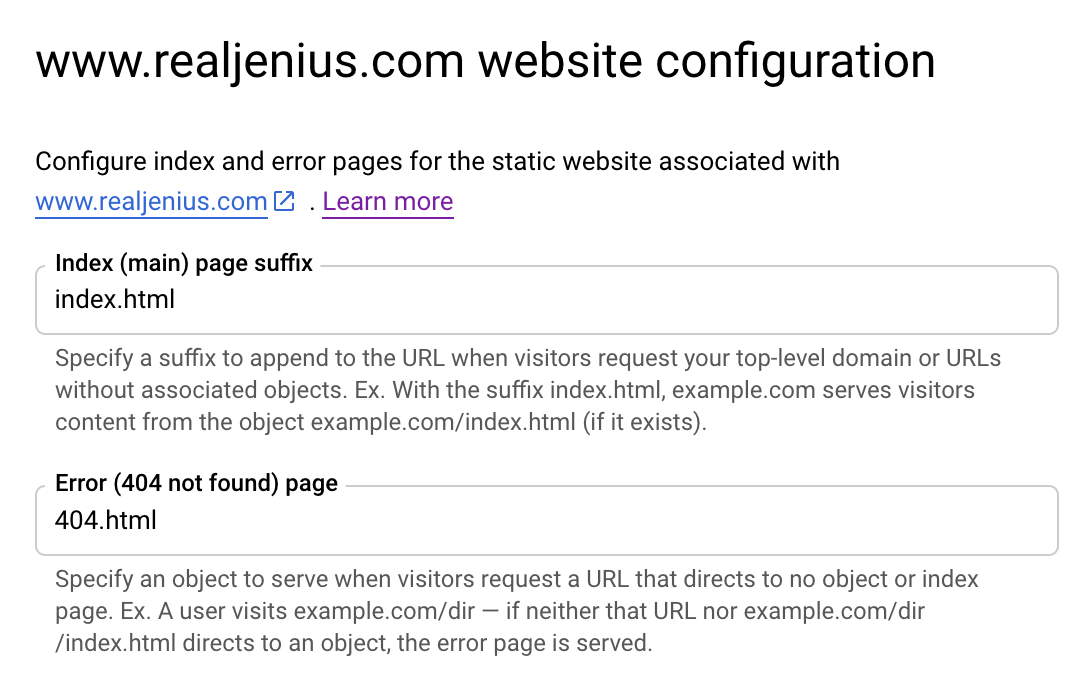 www.realjenius.com website configuration
Configure index and error pages for the static website associated with
www.realjenius.com . Learn more
Index (main) page suffix
index.html
Specify a suffix to append to the URL when visitors request your top-level domain or URLs
without associated objects. Ex. With the suffix index.html, example.com serves visitors
content from the object example.com/index.html (if it exists).
Error (404 not found) page
404.html
Specify an object to serve when visitors request a URL that directs to no object or index
page. Ex. A user visits example.com/dir — if neither that URL nor example.com/dir
/index.html directs to an object, the error page is served.